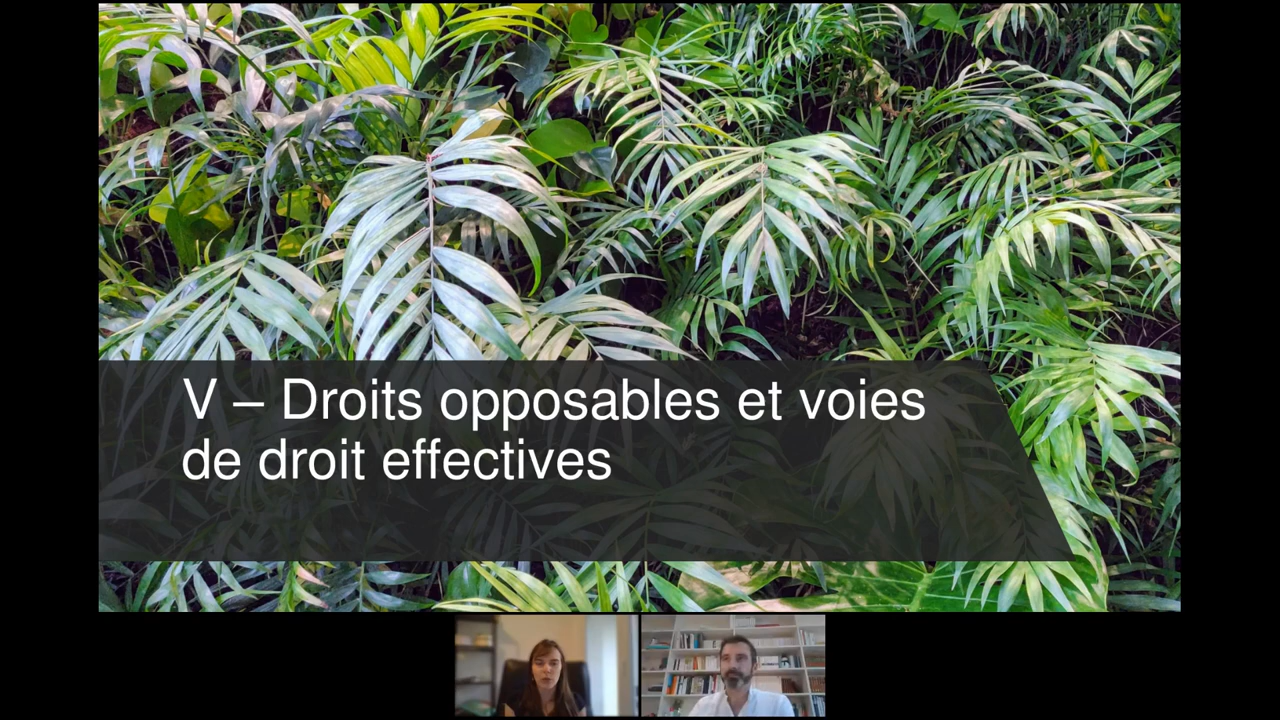 V – Droits opposables et voies
de droit effectives